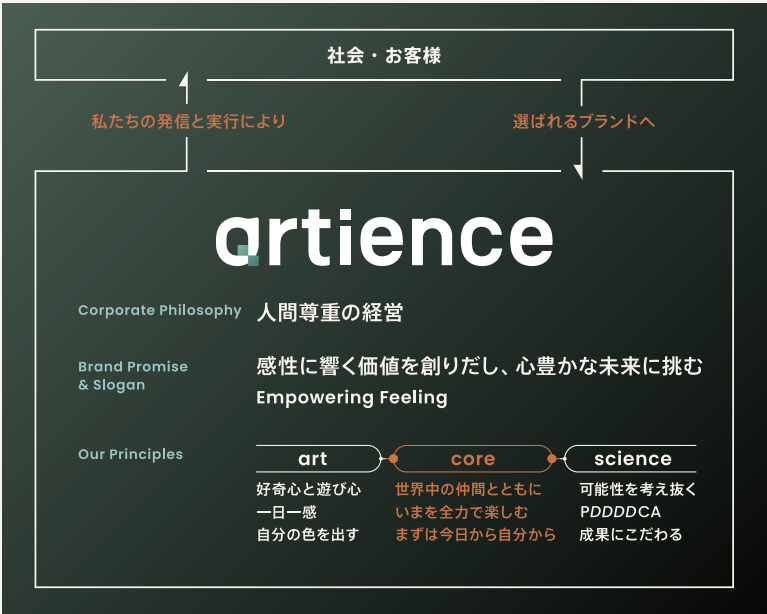 社会・お客様
私たちの発信と実行により
選ばれるブランドへ
artience
Corporate Philosophy
人間尊重の経営
Brand Promise
& Slogan
感性に響く価値を創りだし、心豊かな未来に挑む
Empowering Feeling
Our Principles
art
好奇心と遊び心
一日一感
自分の色を出す
core
世界中の仲間とともに
いまを全力で楽しむ
まずは今日から自分から
science
可能性を考え抜く
PDDDDCA
成果にこだわる